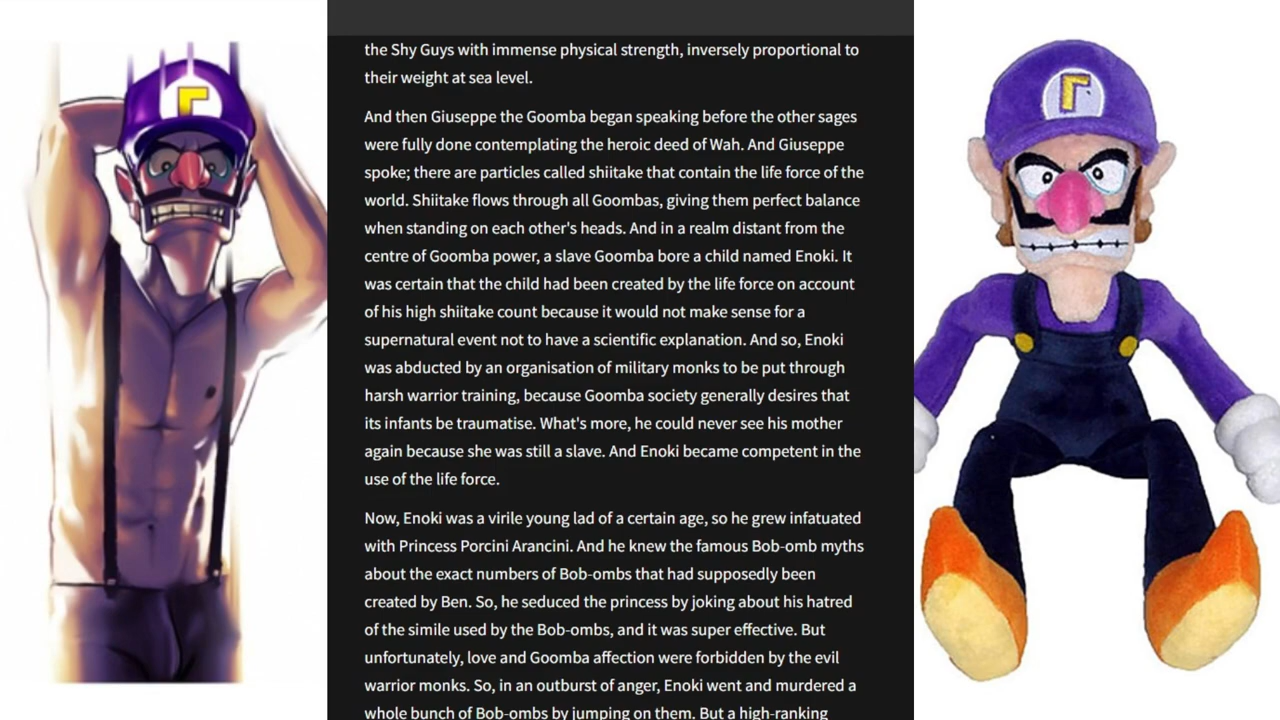 the Shy Guys with immense physical strength, inversely proportional to
their weight at sea level.
And then Giuseppe the Goomba began speaking before the other sages
were fully done contemplating the heroic deed of Wah. And Giuseppe
spoke; there are particles called shiitake that contain the life force of the
world. Shiitake flows through all Goombas, giving them perfect balance
when standing on each other's heads. And in a realm distant from the
centre of Goomba power, a slave Goomba bore a child named Enoki. It
was certain that the child had been created by the life force on account
of his high shiitake count because it would not make sense for a
supernatural event not to have a scientific explanation. And so, Enoki
was abducted by an organisation of military monks to be put through
harsh warrior training, because Goomba society generally desires that
its infants be traumatise. What's more, he could never see his mother
again because she was still a slave. And Enoki became competent in the
use of the life force.
Now, Enoki was a virile young lad of a certain age, so he grew infatuated
with Princess Porcini Arancini. And he knew the famous Bob-omb myths
about the exact numbers of Bob-ombs that had supposedly been
created by Ben. So, he seduced the princess by joking about his hatred
of the simile used by the Bob-ombs, and it was super effective. But
unfortunately, love and Goomba affection were forbidden by the evil
warrior monks. So, in an outburst of anger, Enoki went and murdered a
whole bunch of Bob-ombs by jumping on them. But a high-ranking